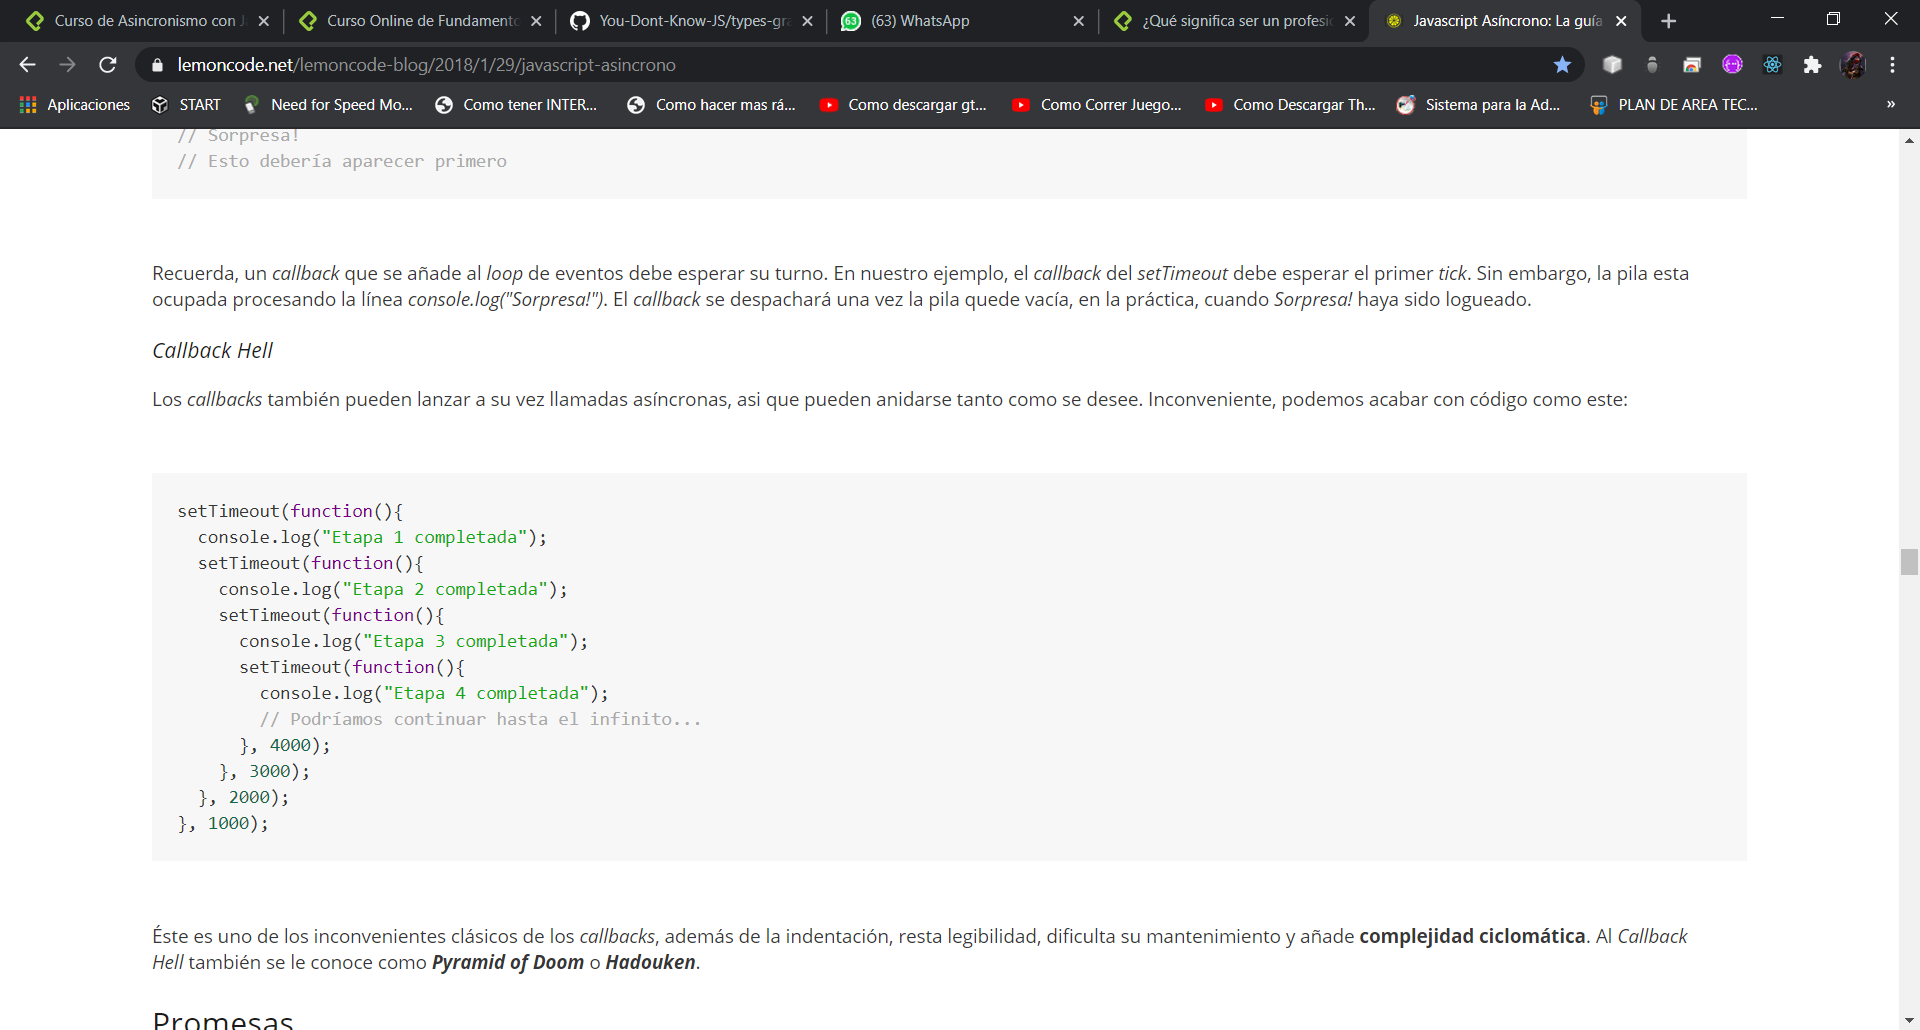 Curso de Asincronismo con J
Curso Online de Fundamento
You-Dont-Know-JS/types-gra
63 (63) WhatsApp
¿Qué significa ser un profesio
Javascript Asíncrono: La guía
lemoncode.net/lemoncode-blog/2018/1/29/javascript-asincrono
Aplicaciones
START
Need for Speed Mo...
Como tener INTER...
Como hacer mas rá...
Como descargar gt...
Como Correr Juego...
Como Descargar Th...
Sistema para la Ad...
PLAN DE AREA TEC...
»
// Sorpresa!
// Esto debería aparecer primero
Recuerda, un callback que se añade al loop de eventos debe esperar su turno. En nuestro ejemplo, el callback del setTimeout debe esperar el primer tick. Sin embargo, la pila esta
ocupada procesando la línea console.log("Sorpresa!"). El callback se despachará una vez la pila quede vacía, en la práctica, cuando Sorpresa! haya sido logueado.
Callback Hell
Los callbacks también pueden lanzar a su vez llamadas asíncronas, asi que pueden anidarse tanto como se desee. Inconveniente, podemos acabar con código como este:
setTimeout(function(){
  console.log("Etapa 1 completada");
  setTimeout(function(){
    console.log("Etapa 2 completada");
    setTimeout(function(){
      console.log("Etapa 3 completada");
      setTimeout(function(){
        console.log("Etapa 4 completada");
        // Podríamos continuar hasta el infinito...
      }, 4000);
    }, 3000);
  }, 2000);
}, 1000);
Éste es uno de los inconvenientes clásicos de los callbacks, además de la indentación, resta legibilidad, dificulta su mantenimiento y añade complejidad ciclomática. Al Callback
Hell también se le conoce como Pyramid of Doom o Hadouken.
Promesas